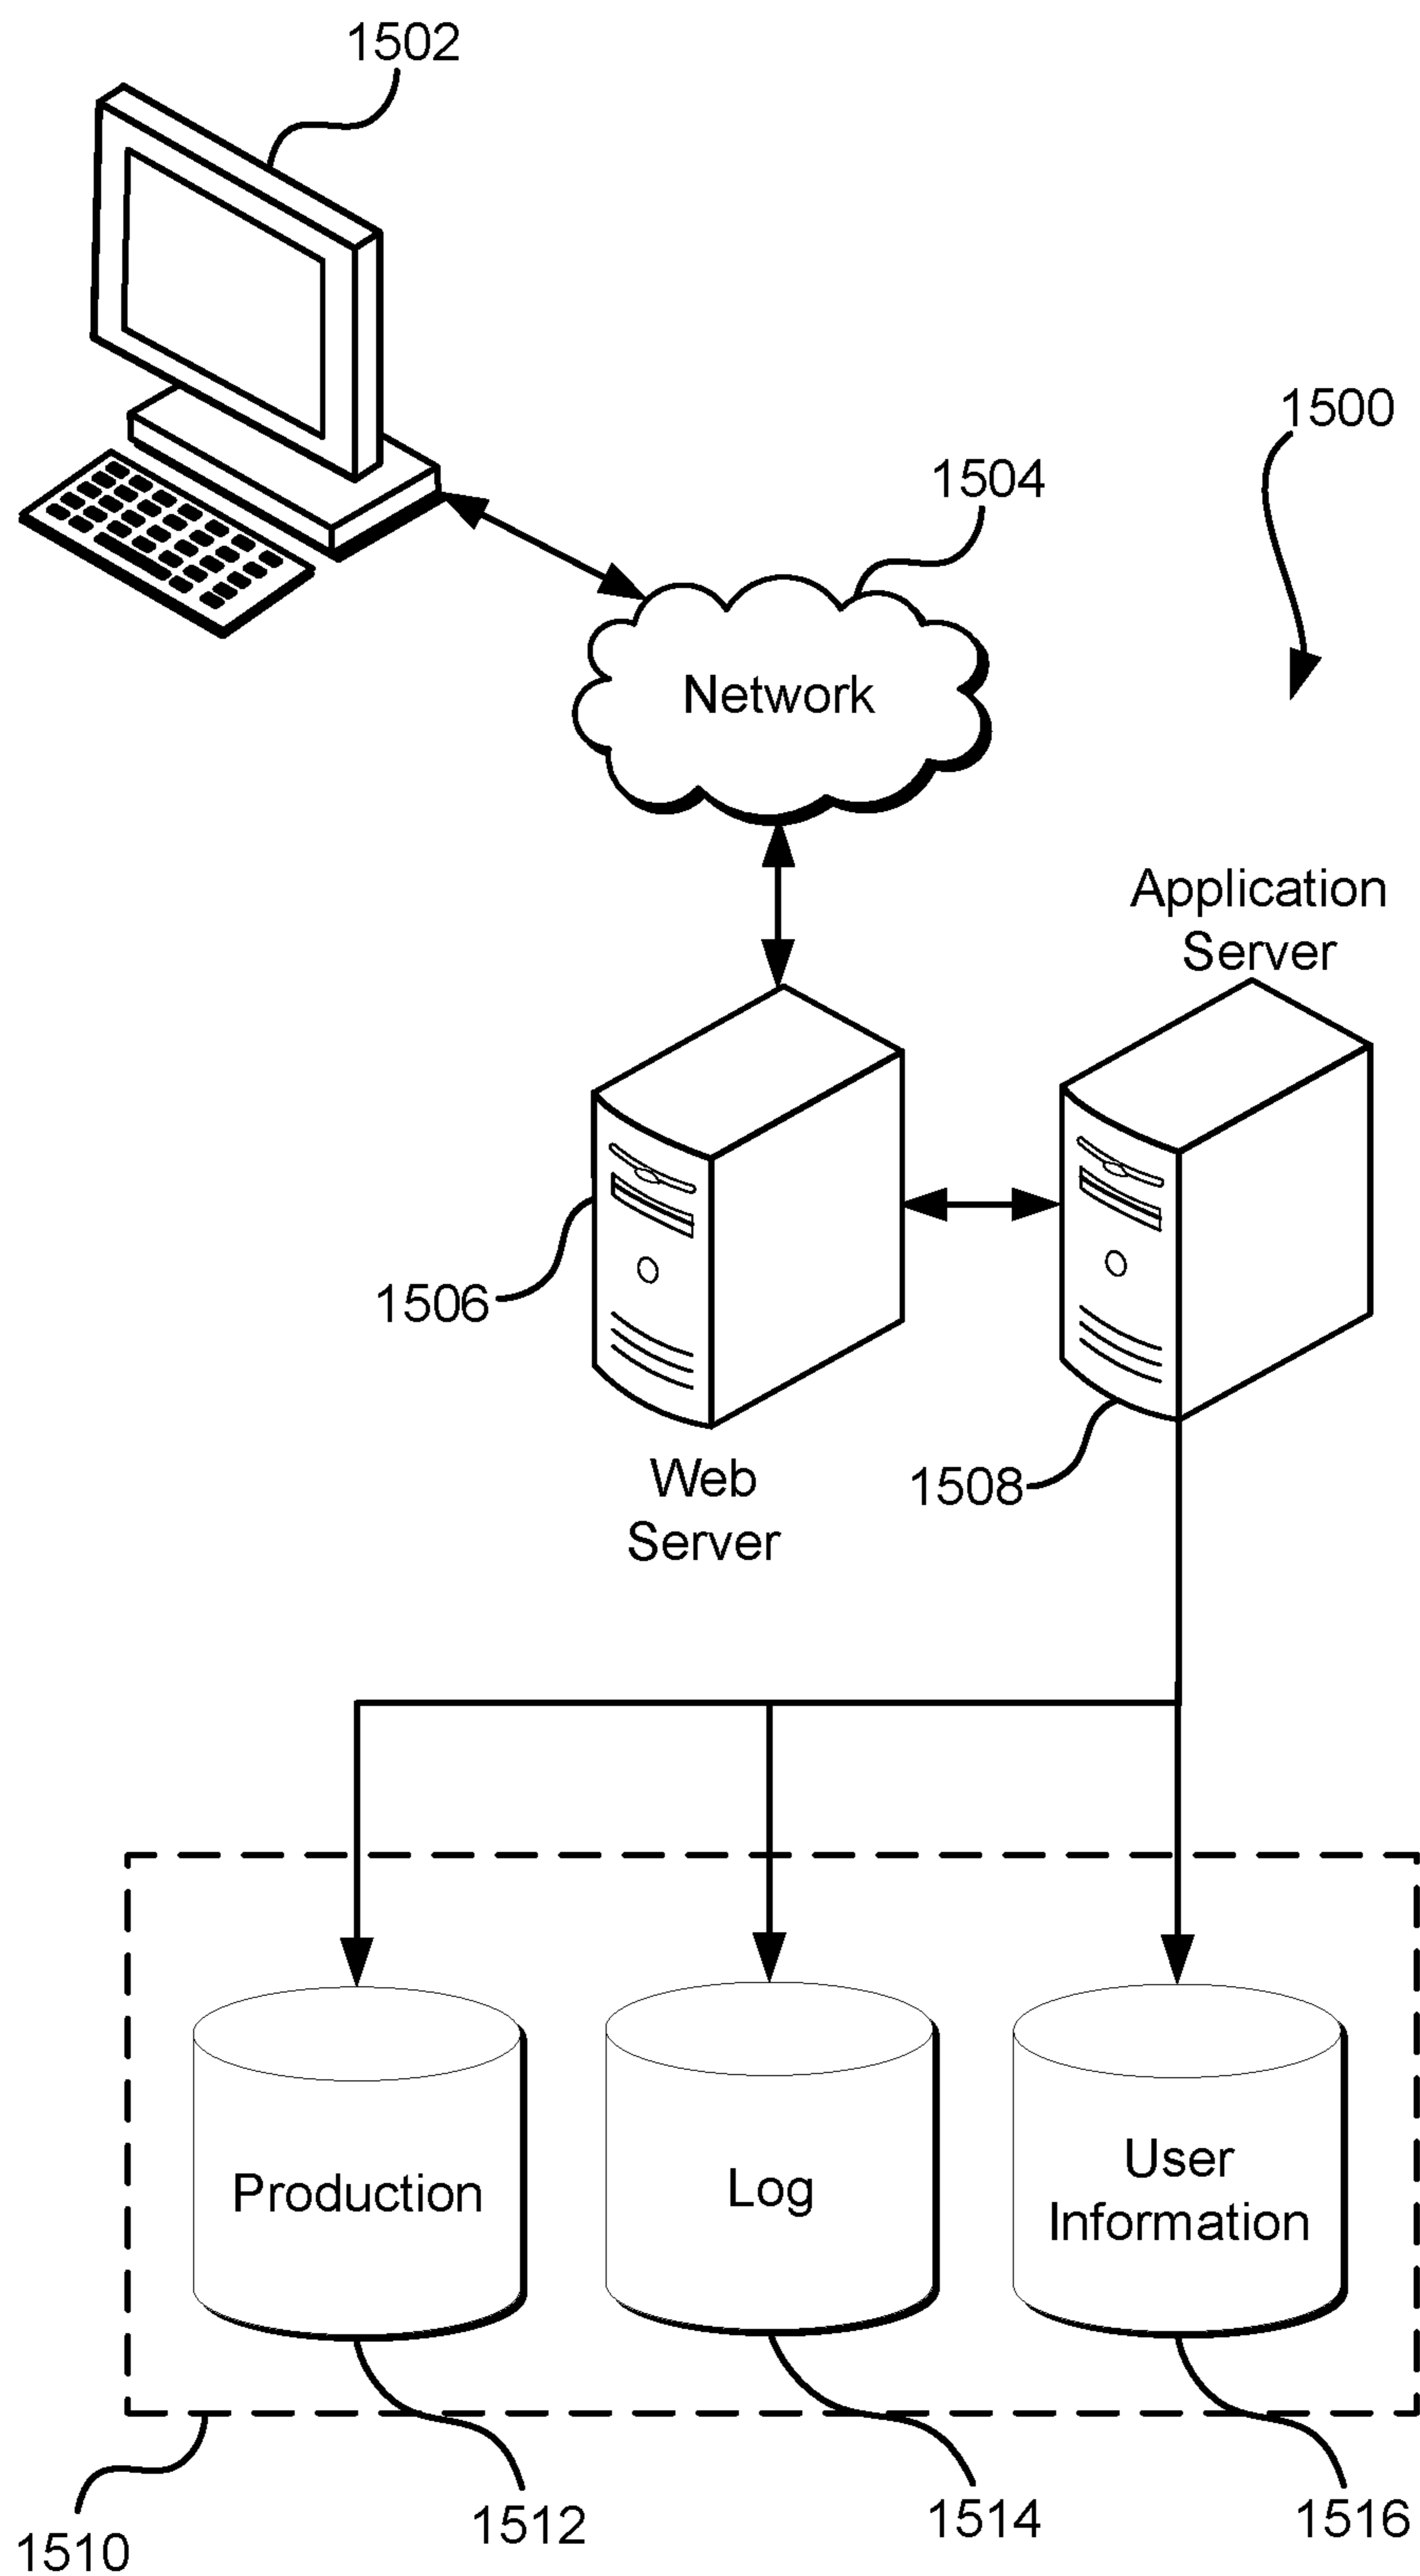 1502
1500
1504
Network
Application
Server
1506
Web
Server
1508
Production
Log
User
Information
1510
1512
1514
1516